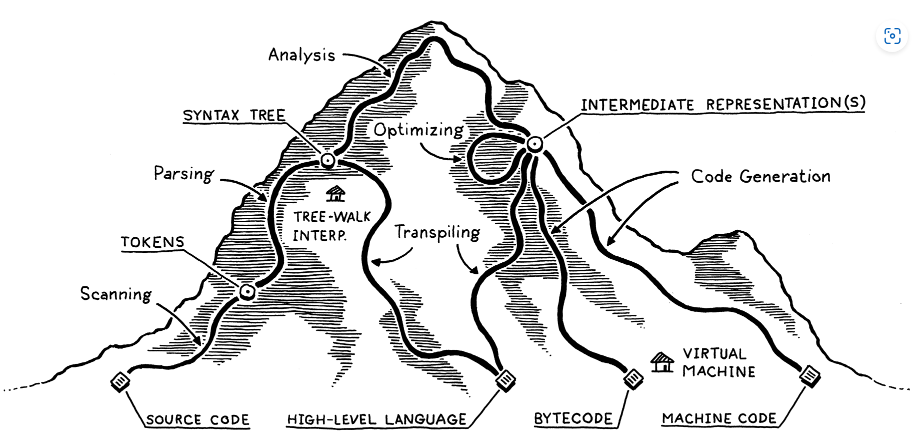 Analysis
SYNTAX TREE
INTERMEDIATE REPRESENTATION(S)
Optimizing
Parsing
Code Generation
TREE-WALK
INTERP.
Transpiling
TOKENS
Scanning
VIRTUAL
MACHINE
SOURCE CODE
HIGH-LEVEL LANGUAGE
BYTECODE
MACHINE CODE